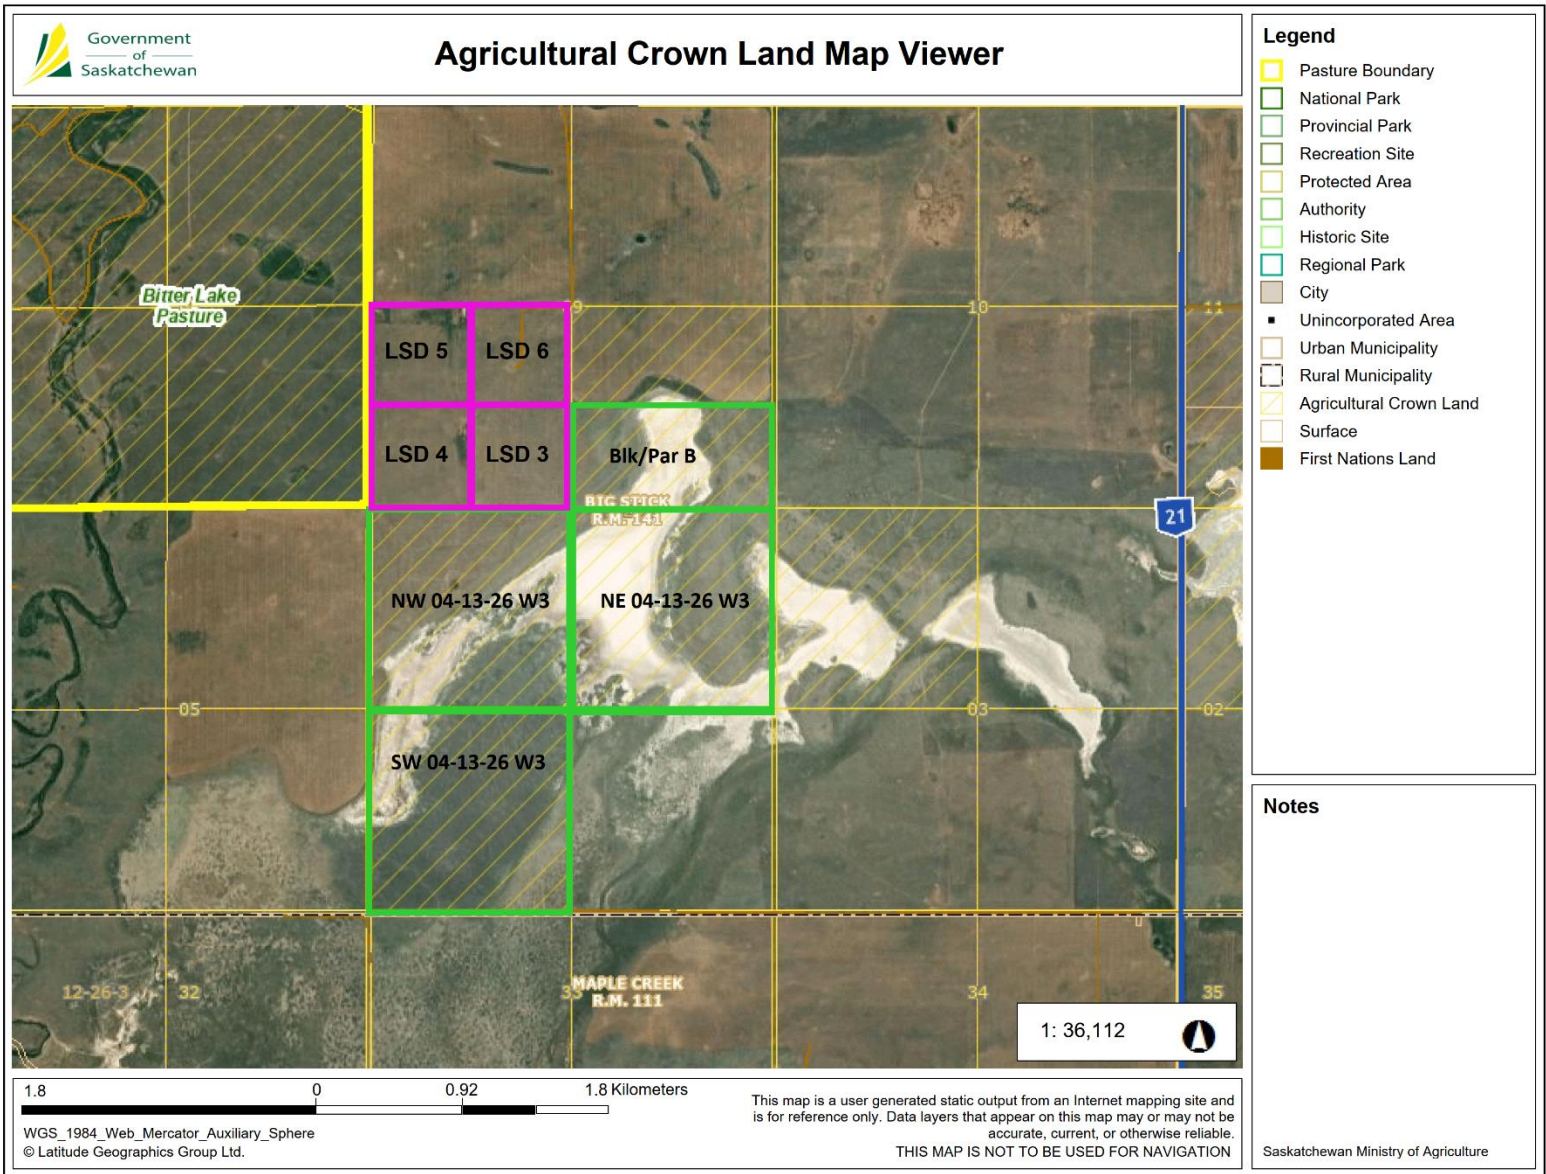 Government
of
Saskatchewan
Agricultural Crown Land Map Viewer
Legend
Pasture Boundary
National Park
Provincial Park
Recreation Site
Protected Area
Authority
Historic Site
Regional Park
City
Unincorporated Area
Urban Municipality
Rural Municipality
Agricultural Crown Land
Surface
First Nations Land
Bitter Lake
Pasture
9
10
11
LSD 5
LSD 6
LSD 4
LSD 3
Blk/Par B
BIG STICK
R.M. 141
21
NW 04-13-26 W3
NE 04-13-26 W3
05
03
02
SW 04-13-26 W3
12-26-3
32
33
MAPLE CREEK
R.M. 111
34
35
1: 36,112
Notes
1.8
0
0.92
1.8 Kilometers
WGS_1984_Web_Mercator_Auxiliary_Sphere
© Latitude Geographics Group Ltd.
This map is a user generated static output from an Internet mapping site and
is for reference only. Data layers that appear on this map may or may not be
accurate, current, or otherwise reliable.
THIS MAP IS NOT TO BE USED FOR NAVIGATION
Saskatchewan Ministry of Agriculture